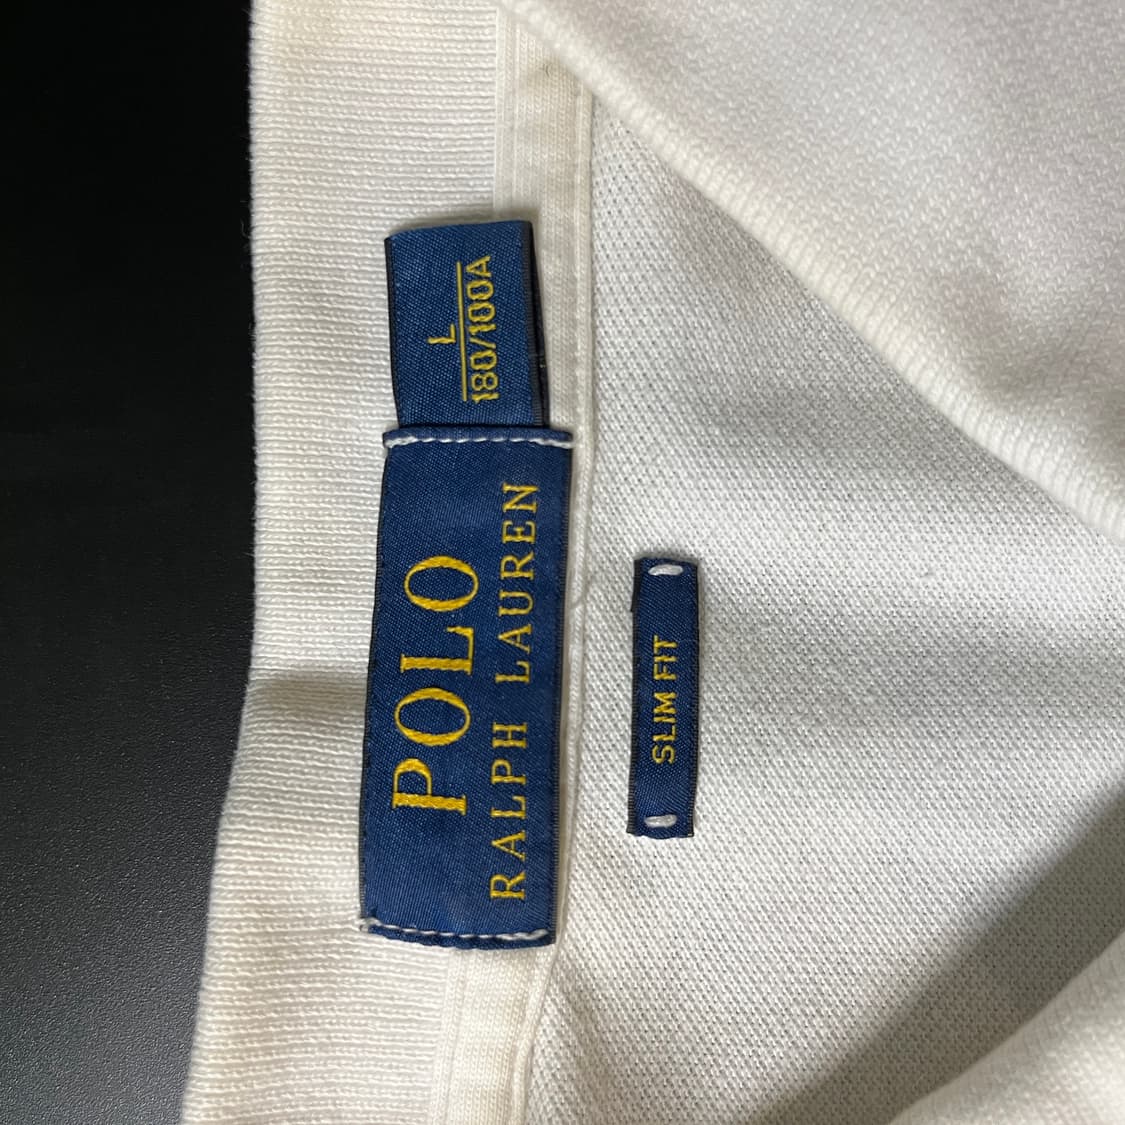 POLO
RALPH LAUREN
L
180/100A
SLIM FIT